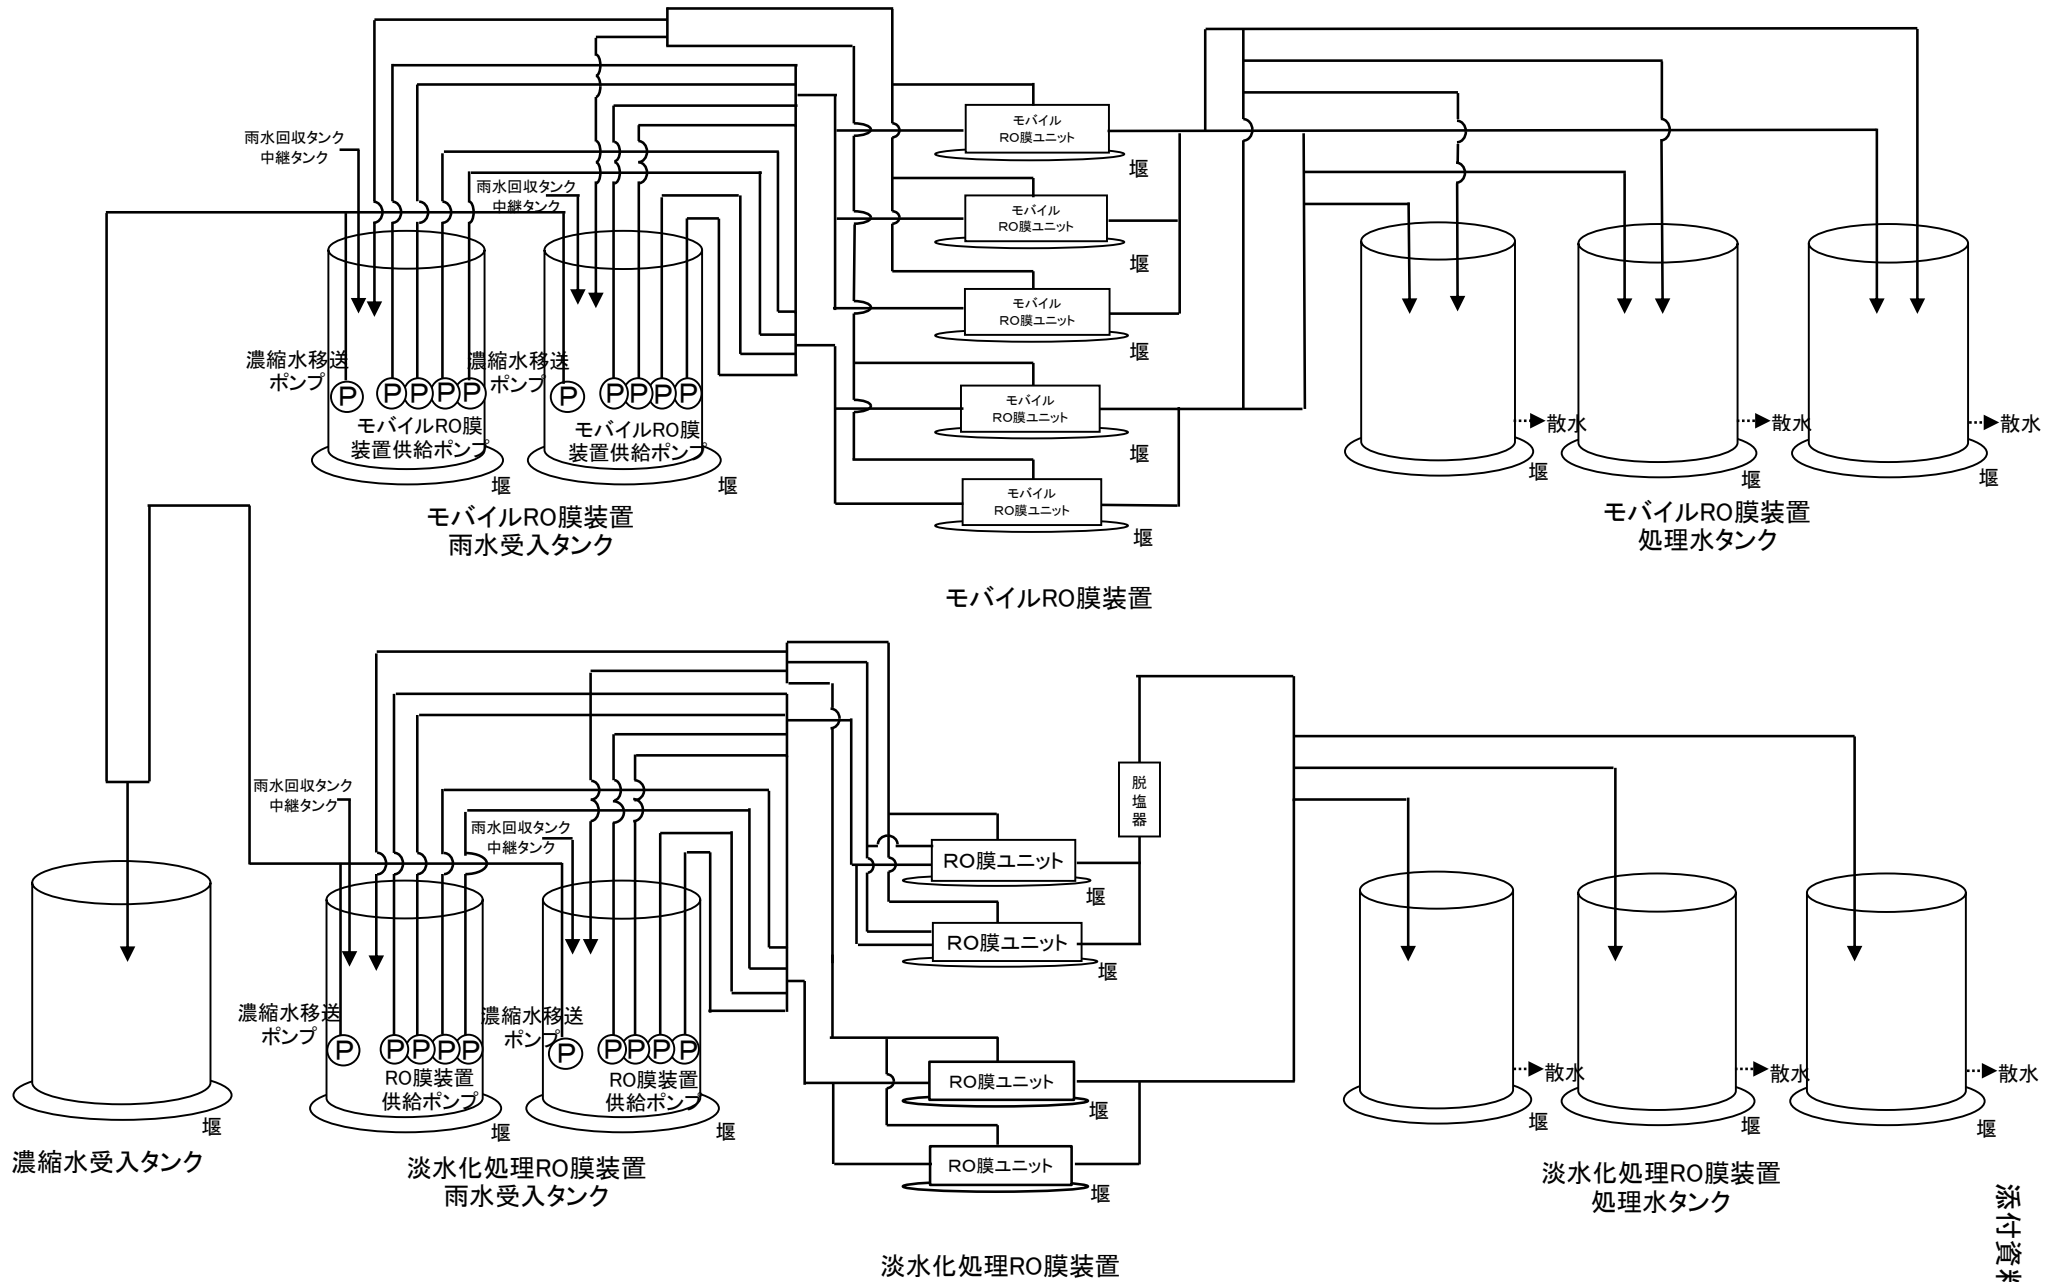 雨水回収タンク
中継タンク
雨水回収タンク
中継タンク
モバイル
RO膜ユニット
堰
モバイル
RO膜ユニット
堰
モバイル
RO膜ユニット
堰
モバイル
RO膜ユニット
堰
モバイル
RO膜ユニット
堰
濃縮水移送
ポンプ
P
P
P
P
P
モバイルRO膜
装置供給ポンプ
堰
濃縮水移送
ポンプ
P
P
P
P
P
モバイルRO膜
装置供給ポンプ
堰
モバイルRO膜装置
雨水受入タンク
モバイルRO膜装置
散水
堰
散水
堰
散水
堰
モバイルRO膜装置
処理水タンク
雨水回収タンク
中継タンク
雨水回収タンク
中継タンク
脱
塩
器
RO膜ユニット
堰
RO膜ユニット
堰
RO膜ユニット
堰
RO膜ユニット
堰
濃縮水移送
ポンプ
P
P
P
P
P
RO膜装置
供給ポンプ
堰
濃縮水移送
ポンプ
P
P
P
P
P
RO膜装置
供給ポンプ
堰
堰
濃縮水受入タンク
淡水化処理RO膜装置
雨水受入タンク
散水
堰
散水
堰
散水
堰
淡水化処理RO膜装置
処理水タンク
淡水化処理RO膜装置
添付資料